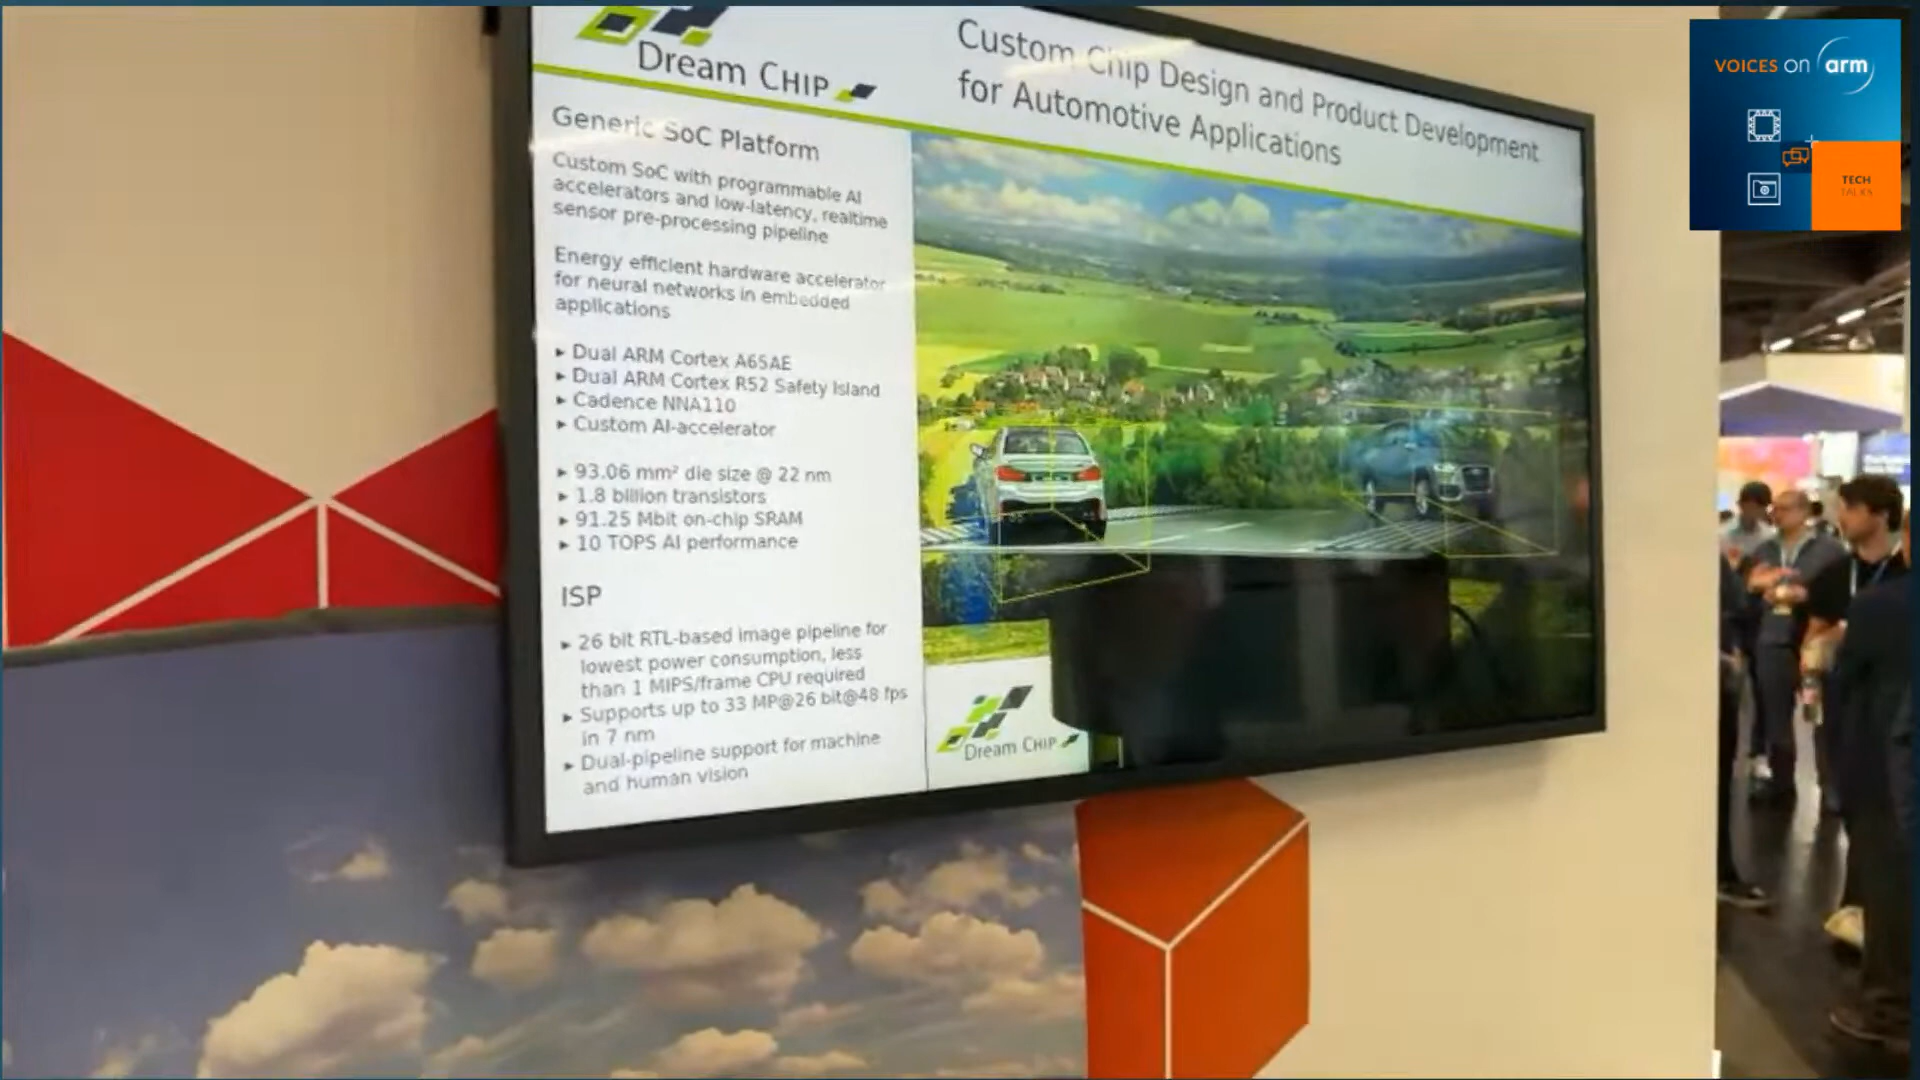 Dream CHIP
Custom Chip Design and Product Development
for Automotive Applications
Generic SoC Platform
Custom SoC with programmable AI
accelerators and low-latency, realtime
sensor pre-processing pipeline
Energy efficient hardware accelerator
for neural networks in embedded
applications
▸ Dual ARM Cortex A65AE
▸ Dual ARM Cortex R52 Safety Island
▸ Cadence NNA110
▸ Custom AI-accelerator
▸ 93.06 mm² die size @ 22 nm
▸ 1.8 billion transistors
▸ 91.25 Mbit on-chip SRAM
▸ 10 TOPS AI performance
ISP
▸ 26 bit RTL-based image pipeline for
lowest power consumption, less
than 1 MIPS/frame CPU required
▸ Supports up to 33 MP@26 bit@48 fps
in 7 nm
▸ Dual-pipeline support for machine
and human vision
Dream CHIP
VOICES on arm
TECH
TALKS